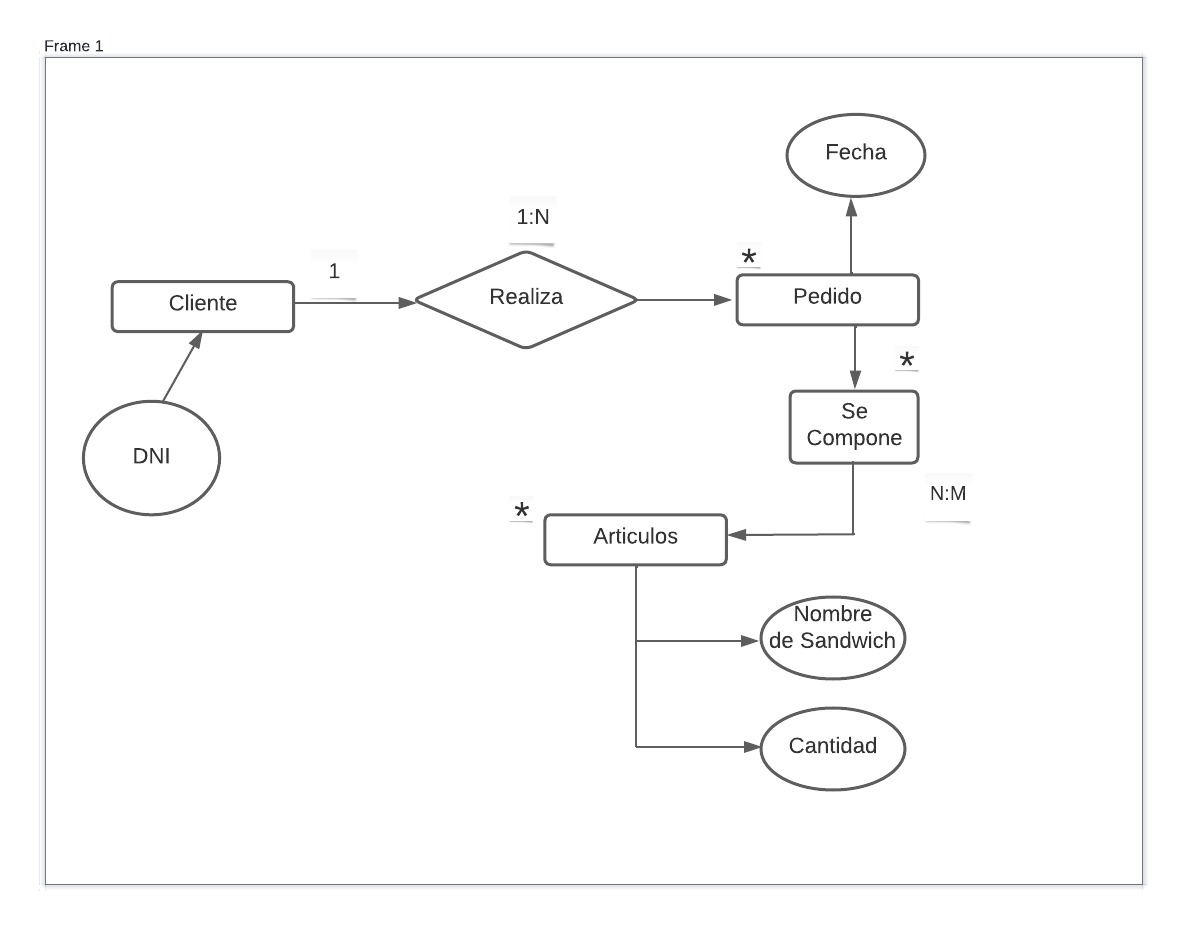 Frame 1
Fecha
1:N
*
1
Cliente
Realiza
Pedido
*
Se
Compone
DNI
N:M
*
Articulos
Nombre
de Sandwich
Cantidad